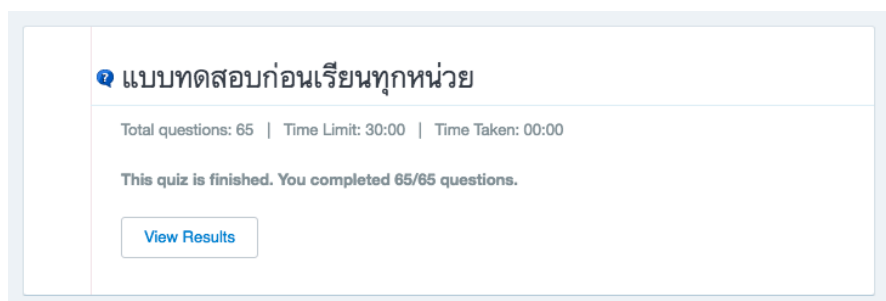 แบบทดสอบก่อนเรียนทุกหน่วย
Total questions: 65 | Time Limit: 30:00 | Time Taken: 00:00
This quiz is finished. You completed 65/65 questions.
View Results